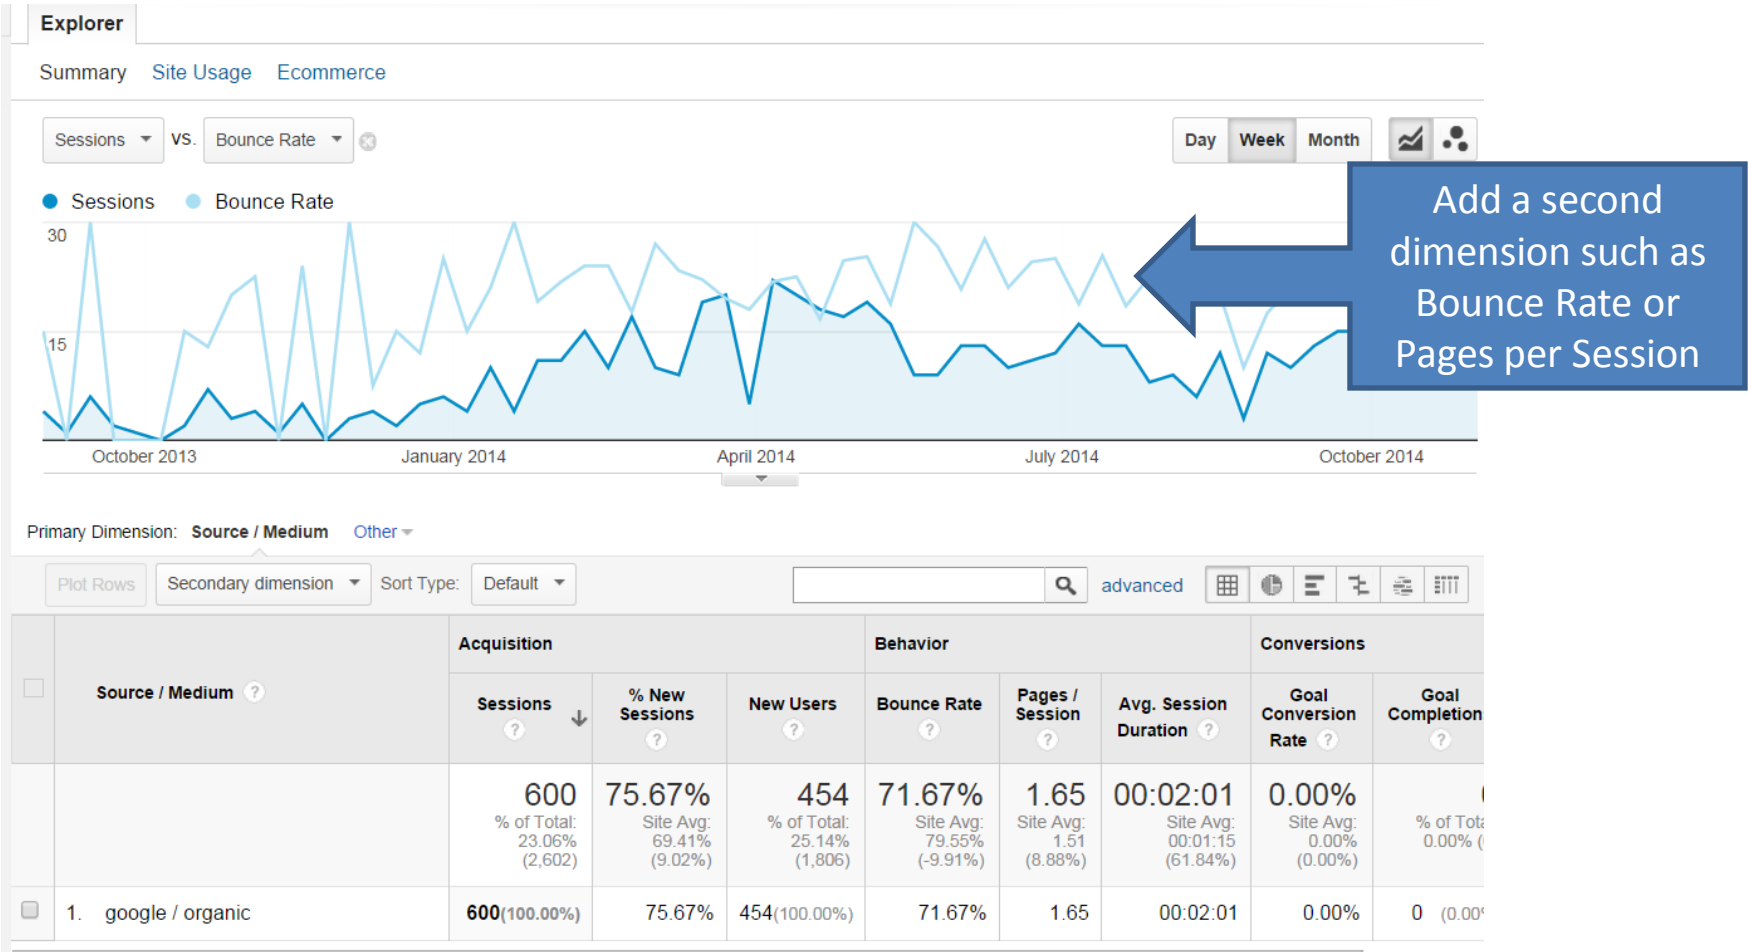 Explorer
Summary Site Usage Ecommerce
Sessions VS. Bounce Rate
Day Week Month
Sessions Bounce Rate
30
15
October 2013 January 2014 April 2014 July 2014 October 2014
Add a second
dimension such as
Bounce Rate or
Pages per Session
Primary Dimension: Source / Medium Other
Plot Rows Secondary dimension Sort Type: Default advanced
Acquisition Behavior Conversions
Source / Medium ?
Sessions ? % New Sessions ? New Users ? Bounce Rate ? Pages / Session ? Avg. Session Duration ? Goal Conversion Rate ? Goal Completion ?
600 75.67% 454 71.67% 1.65 00:02:01 0.00%
% of Total: Site Avg: % of Total: Site Avg: Site Avg: Site Avg: Site Avg: % of
23.06% 69.41% 25.14% 79.55% 1.51 00:01:15 0.00% 0.00%
(2,602) (9.02%) (1,806) (-9.91%) (8.88%) (61.84%) (0.00%)
1. google / organic 600(100.00%) 75.67% 454(100.00%) 71.67% 1.65 00:02:01 0.00% 0 (0.00